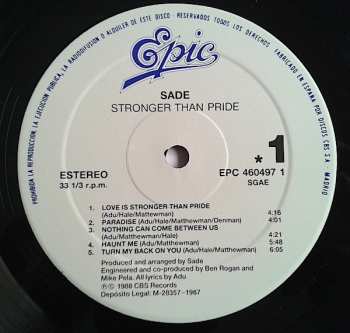 RESERVADOS TODOS LOS DERECHOS. PROHIBIDA LA REPRODUCCION, LA EJECUCION PUBLICA, LA RADIODIFUSION O ALQUILER DE ESTE DISCO
FABRICADO EN ESPAÑA POR DISCOS CBS S.A. - MADRID
Epic
SADE
STRONGER THAN PRIDE
ESTEREO
33 1/3 r.p.m.
* 1
EPC 460497 1
SGAE
1. LOVE IS STRONGER THAN PRIDE
(Adu/Hale/Mattewman) 4:16
2. PARADISE (Adu/Hale/Matthewman/Denman) 4:01
3. NOTHING CAN COME BETWEEN US
(Adu/Matthewman/Hale) 4:21
4. HAUNT ME (Adu/Matthewman) 5:48
5. TURN MY BACK ON YOU (Adu/Hale/Matthewman) 6:05
Produced and arranged by Sade
Engineered and co-produced by Ben Rogan and
Mike Pela. All lyrics by Adu
℗ 1988 CBS Records
Depósito Legal: M-28357-1987